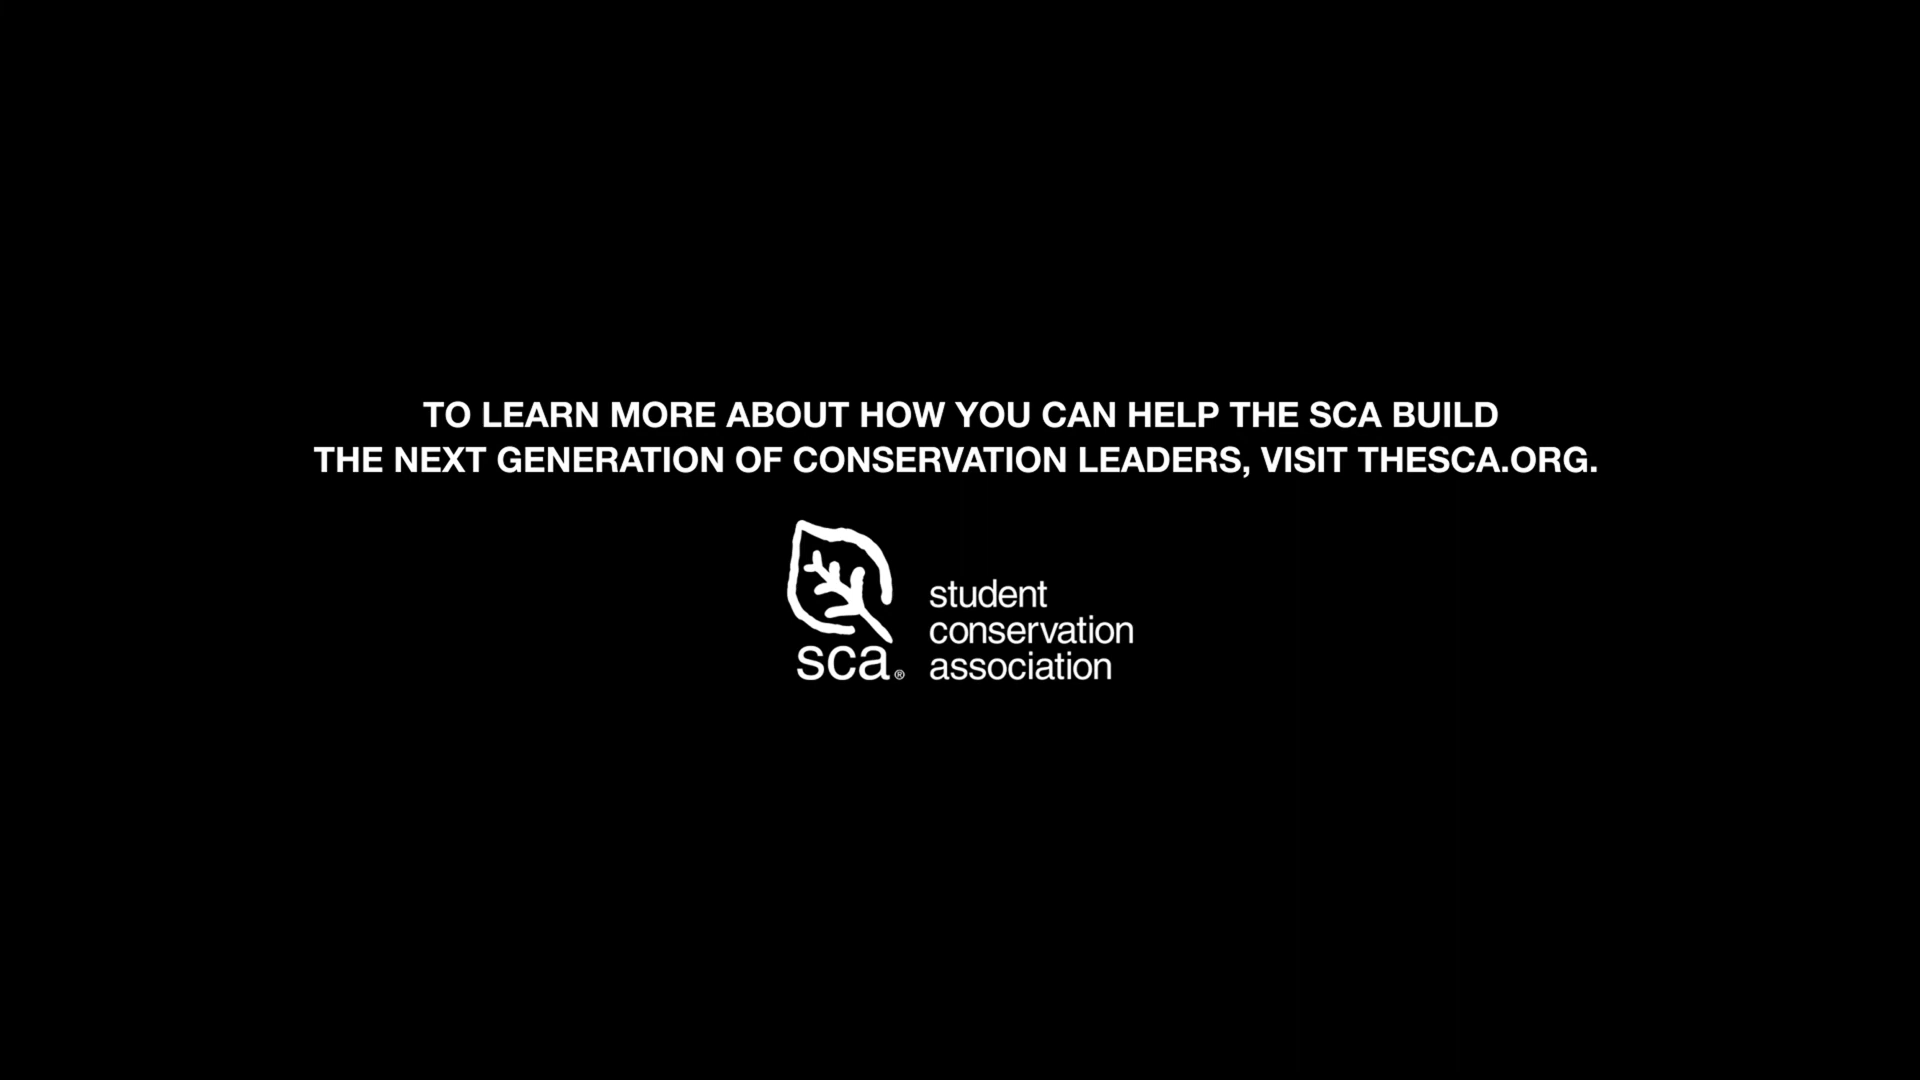 TO LEARN MORE ABOUT HOW YOU CAN HELP THE SCA BUILD
THE NEXT GENERATION OF CONSERVATION LEADERS, VISIT THESCA.ORG.
sca®
student
conservation
association